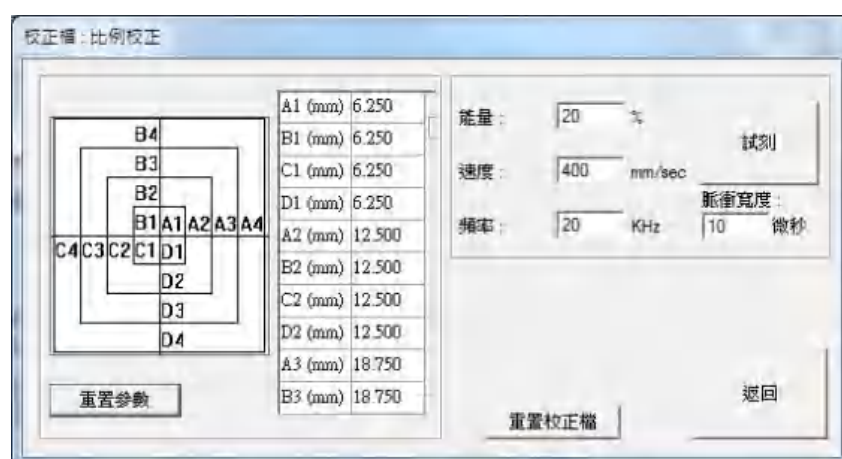 校正檔 : 比例校正
B4
B3
B2
B1 A1 A2 A3 A4
C4 C3 C2 C1 D1
D2
D3
D4
重置參數
A1 (mm) 6.250
B1 (mm) 6.250
C1 (mm) 6.250
D1 (mm) 6.250
A2 (mm) 12.500
B2 (mm) 12.500
C2 (mm) 12.500
D2 (mm) 12.500
A3 (mm) 18.750
B3 (mm) 18.750
能量 : 20 %
速度 : 400 mm/sec
頻率 : 20 KHz
試刻
脈衝寬度 :
10 微秒
重置校正檔
返回